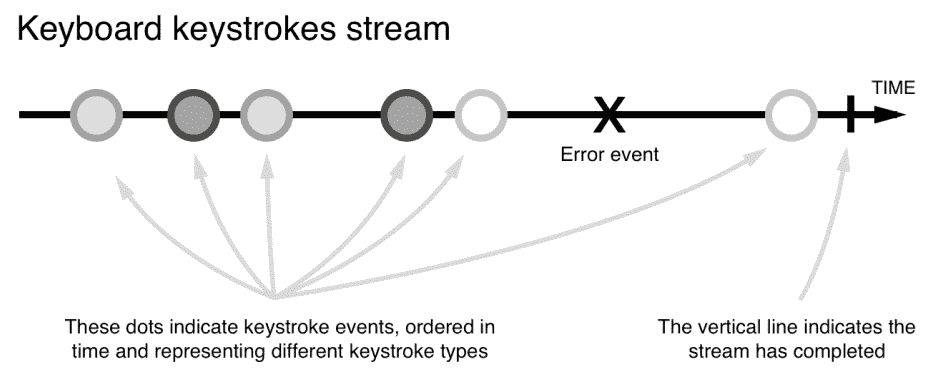 Keyboard keystrokes stream
TIME
Error event
These dots indicate keystroke events, ordered in
time and representing different keystroke types
The vertical line indicates the
stream has completed